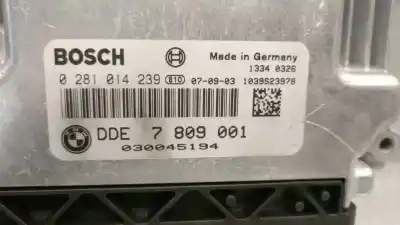 BOSCH
Made in Germany
1334 0326
0 281 014 239 810 07-09-03 1039S23978
DDE 7 809 001
030045194